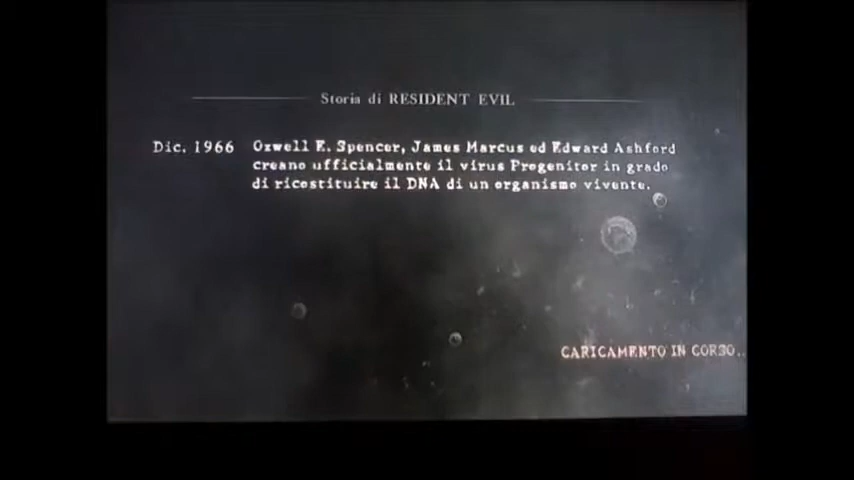 Storia di RESIDENT EVIL
Dic. 1966 Ozwell E. Spencer, James Marcus ed Edward Ashford
creano ufficialmente il virus Progenitor in grado
di ricostituire il DNA di un organismo vivente.
CARICAMENTO IN CORSO..